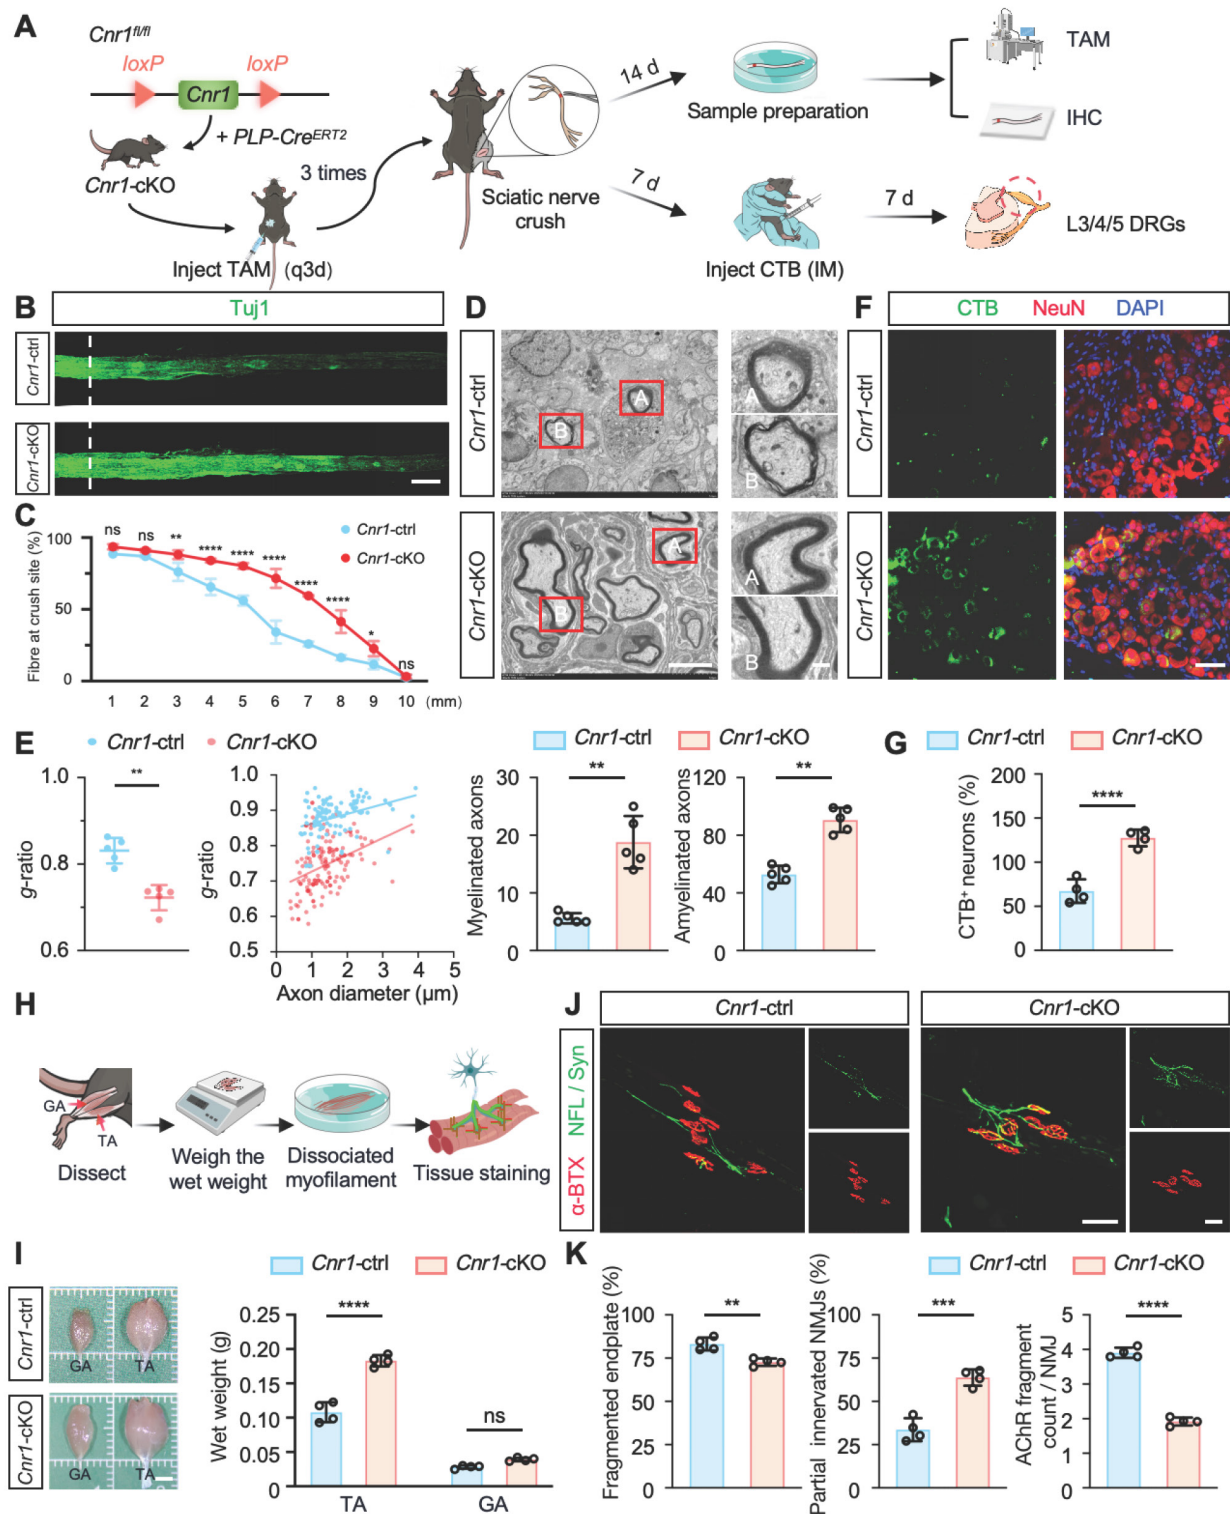 A
Cnr1fl/fl
loxP
loxP
Cnr1
+ PLP-CreERT2
Cnr1-cKO
3 times
Inject TAM (q3d)
Sciatic nerve
crush
14 d
Sample preparation
TAM
IHC
7 d
Inject CTB (IM)
7 d
L3/4/5 DRGs
B
Tuj1
Cnr1-ctrl
Cnr1-cKO
C
Fibre at crush site (%)
100
50
0
ns
ns
**
****
****
****
****
****
*
ns
Cnr1-ctrl
Cnr1-cKO
1 2 3 4 5 6 7 8 9 10 (mm)
D
Cnr1-ctrl
A
B
A
B
Cnr1-cKO
A
B
A
B
F
CTB NeuN DAPI
Cnr1-ctrl
Cnr1-cKO
E
Cnr1-ctrl Cnr1-cKO
g-ratio
1.0
0.8
0.6
**
g-ratio
1.0
0.9
0.8
0.7
0.6
0.5
0 1 2 3 4 5
Axon diameter (μm)
Cnr1-ctrl Cnr1-cKO
Myelinated axons
30
20
10
0
**
Amyelinated axons
120
80
40
0
**
G
Cnr1-ctrl Cnr1-cKO
CTB+ neurons (%)
200
150
100
50
0
****
H
GA
TA
Dissect
Weigh the
wet weight
Dissociated
myofilament
Tissue staining
J
Cnr1-ctrl
Cnr1-cKO
α-BTX NFL / Syn
I
Cnr1-ctrl
GA
TA
Cnr1-cKO
GA
TA
Cnr1-ctrl Cnr1-cKO
Wet weight (g)
0.25
0.20
0.15
0.10
0.05
0
****
ns
TA GA
K
Cnr1-ctrl Cnr1-cKO
Fragmented endplate (%)
100
75
50
25
0
**
Partial innervated NMJs (%)
100
75
50
25
0
***
AChR fragment
count / NMJ
5
4
3
2
1
0
****